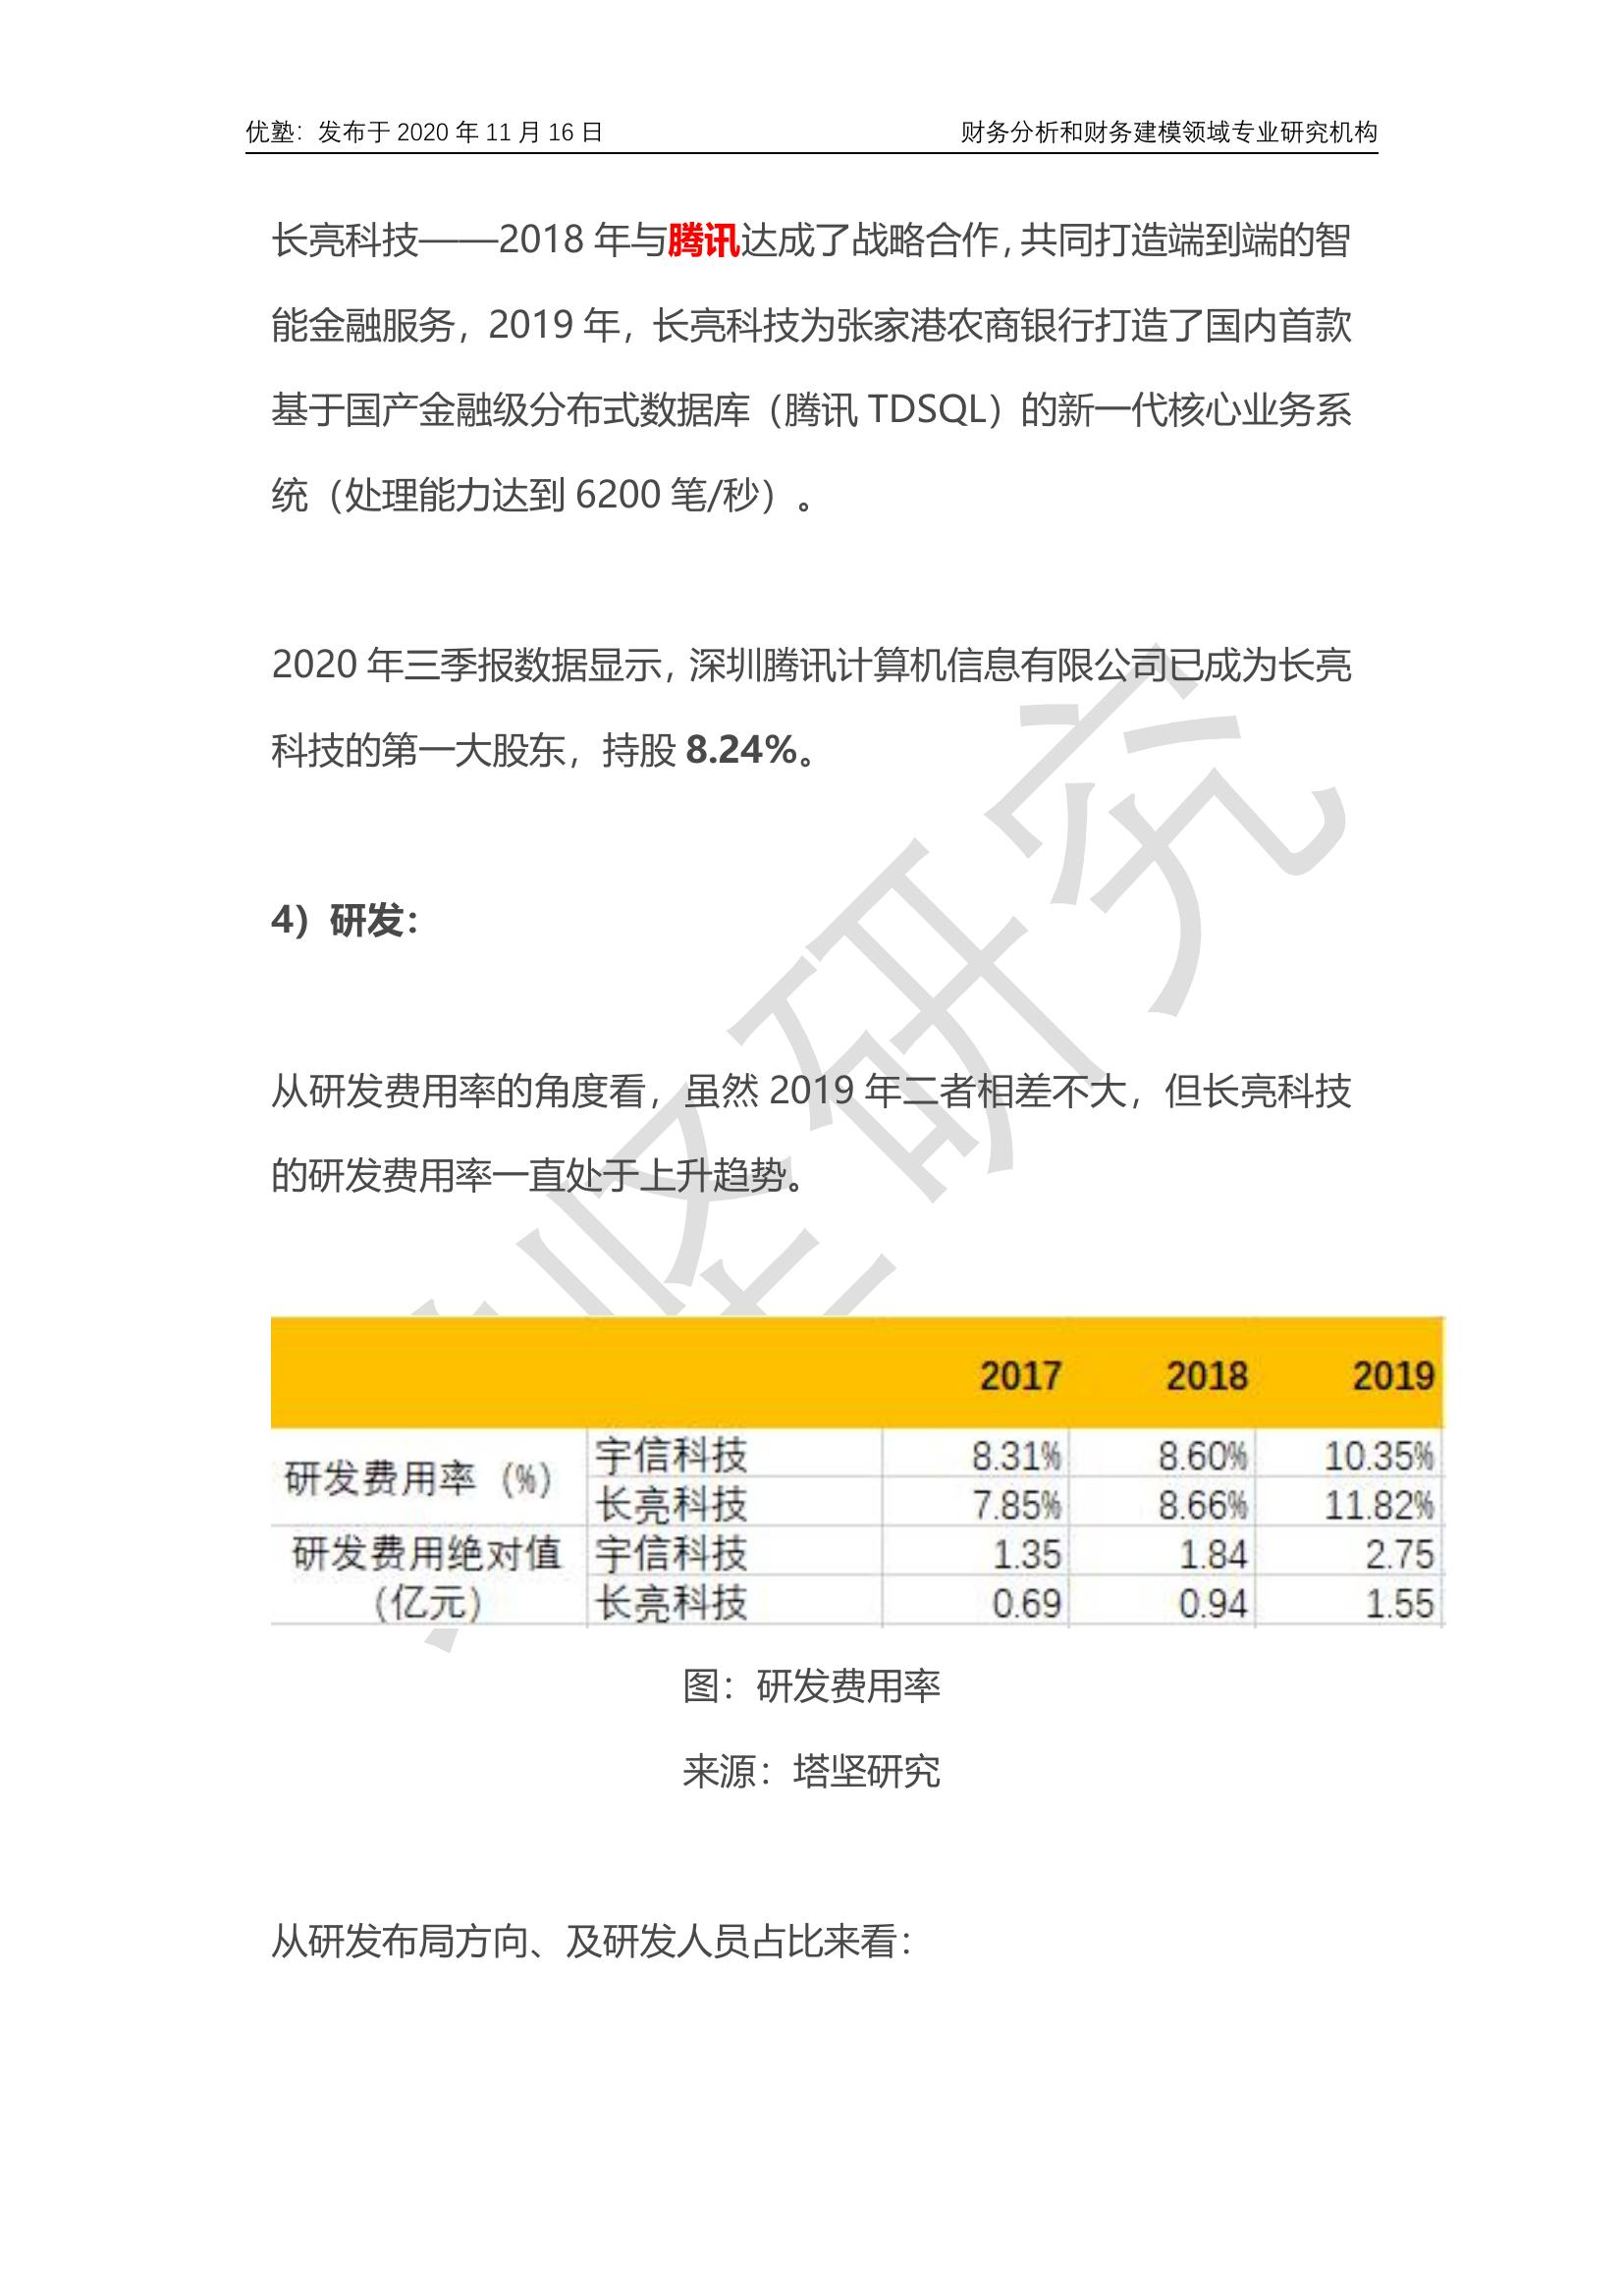 优塾：发布于 2020 年 11 月 16 日
财务分析和财务建模领域专业研究机构
长亮科技——2018 年与腾讯达成了战略合作，共同打造端到端的智
能金融服务，2019 年，长亮科技为张家港农商银行打造了国内首款
基于国产金融级分布式数据库（腾讯 TDSQL）的新一代核心业务系
统（处理能力达到 6200 笔/秒）。
2020 年三季报数据显示，深圳腾讯计算机信息有限公司已成为长亮
科技的第一大股东，持股 8.24%。
4）研发：
从研发费用率的角度看，虽然 2019 年二者相差不大，但长亮科技
的研发费用率一直处于上升趋势。
2017 2018 2019
研发费用率（%） 宇信科技 8.31% 8.60% 10.35%
长亮科技 7.85% 8.66% 11.82%
研发费用绝对值
（亿元） 宇信科技 1.35 1.84 2.75
长亮科技 0.69 0.94 1.55
图：研发费用率
来源：塔坚研究
从研发布局方向、及研发人员占比来看：
坚研究